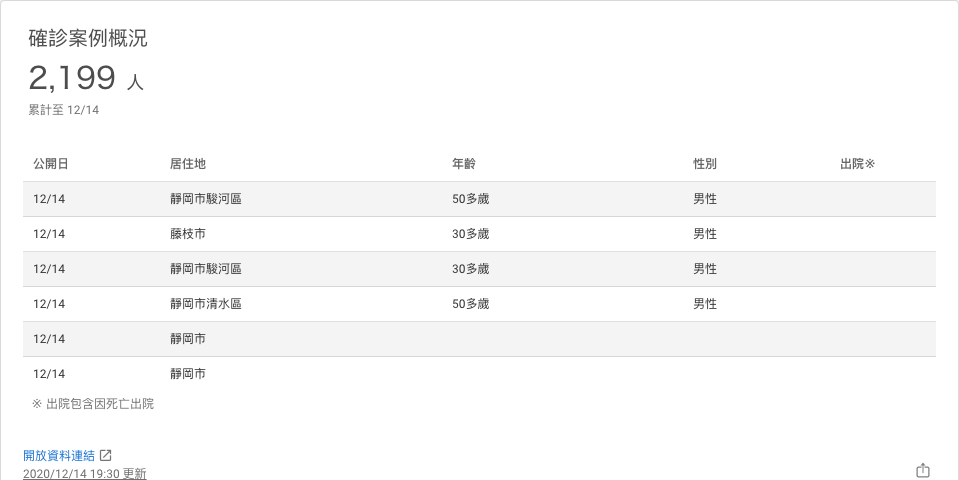 確診案例概況
2,199 人
累計至 12/14
公開日 居住地 年齡 性別 出院※
12/14 靜岡市駿河區 50多歲 男性
12/14 藤枝市 30多歲 男性
12/14 靜岡市駿河區 30多歲 男性
12/14 靜岡市清水區 50多歲 男性
12/14 靜岡市
12/14 靜岡市
※ 出院包含因死亡出院
開放資料連結
2020/12/14 19:30 更新